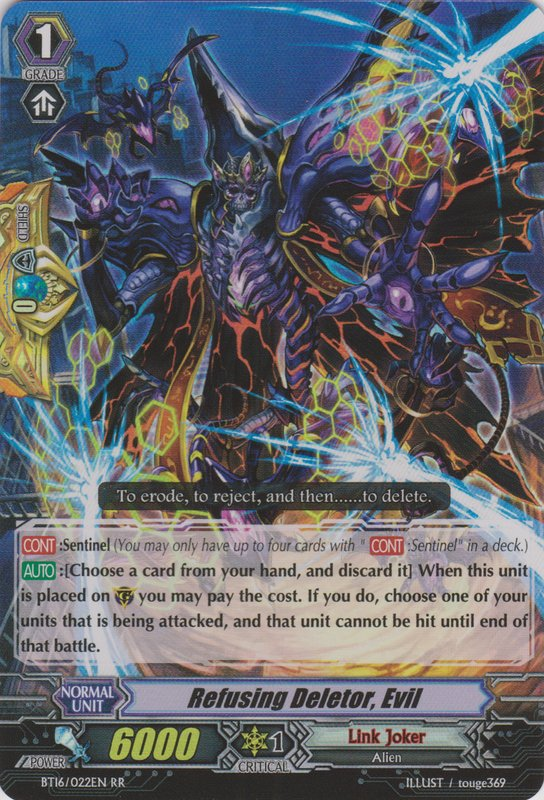 1
GRADE
SHIELD
0
To erode, to reject, and then......to delete.
CONT :Sentinel (You may only have up to four cards with " CONT :Sentinel" in a deck.)
AUTO :[Choose a card from your hand, and discard it] When this unit
is placed on you may pay the cost. If you do, choose one of your
units that is being attacked, and that unit cannot be hit until end of
that battle.
NORMAL
UNIT
Refusing Deletor, Evil
POWER
6000
1
CRITICAL
Link Joker
Alien
BT16/022EN RR
ILLUST / touge369